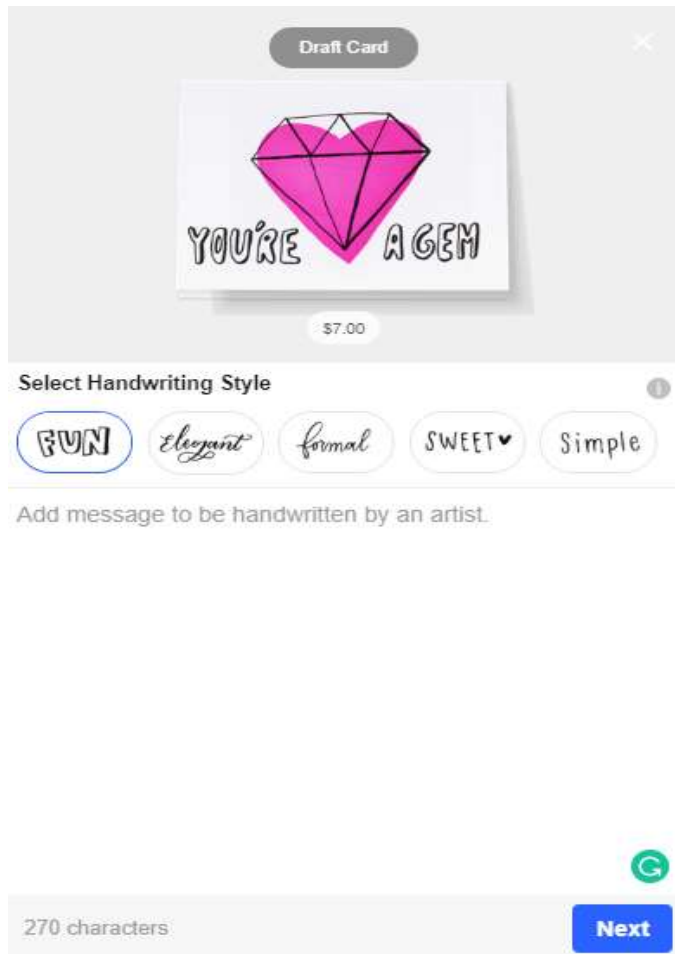 Draft Card
YOU'RE A GEM
$7.00
Select Handwriting Style
FUN Elegant formal SWEET Simple
Add message to be handwritten by an artist.
270 characters
Next